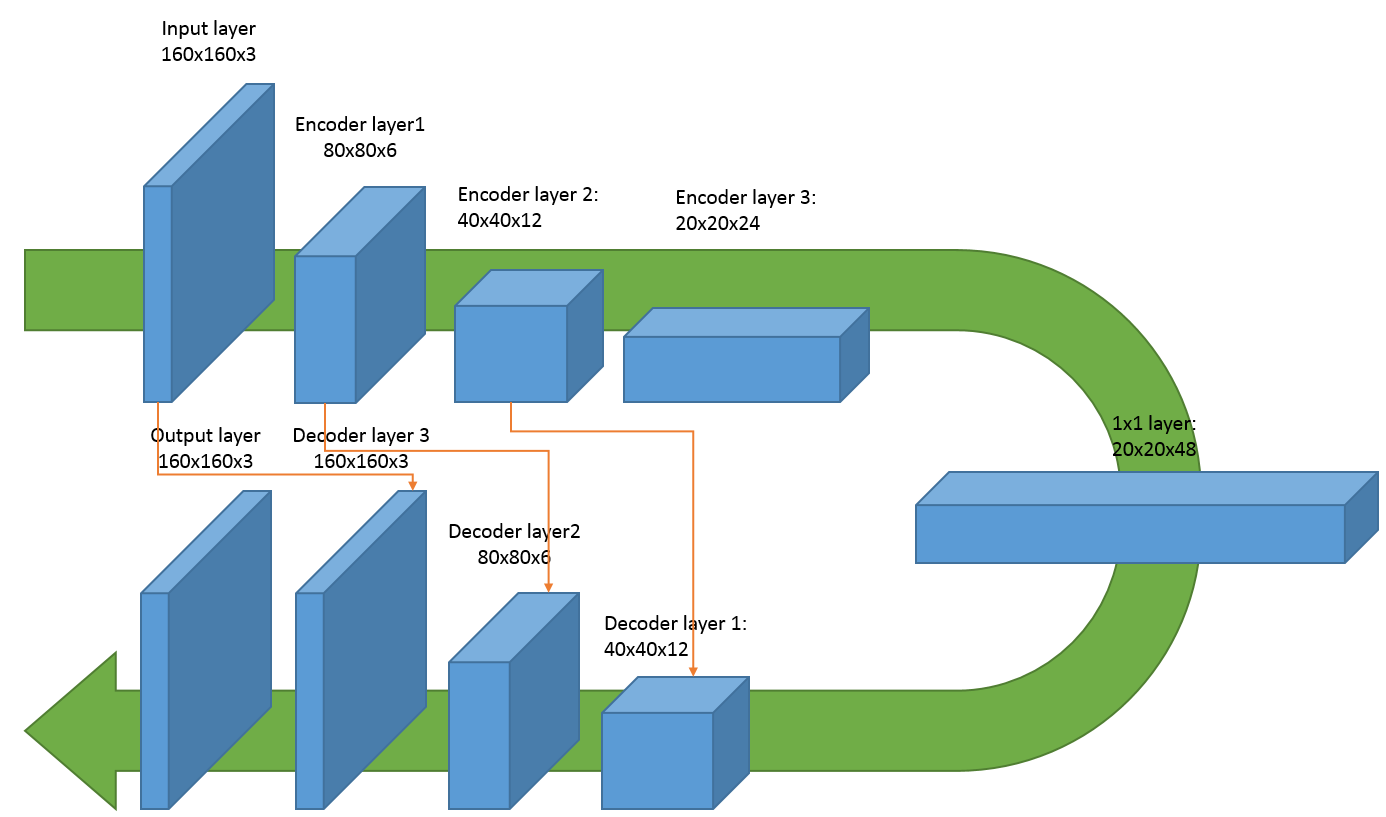 Input layer
160x160x3
Encoder layer1
80x80x6
Encoder layer 2:
40x40x12
Encoder layer 3:
20x20x24
1x1 layer:
20x20x48
Output layer
160x160x3
Decoder layer 3
160x160x3
Decoder layer2
80x80x6
Decoder layer 1:
40x40x12